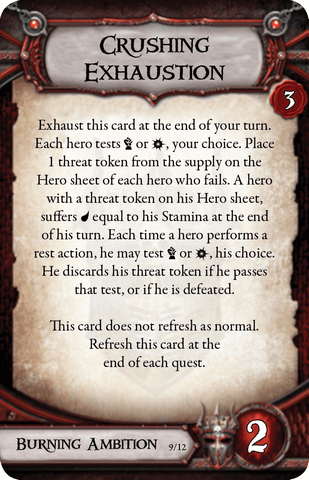 CRUSHING
EXHAUSTION
3
Exhaust this card at the end of your turn.
Each hero tests or , your choice. Place
1 threat token from the supply on the
Hero sheet of each hero who fails. A hero
with a threat token on his Hero sheet,
suffers equal to his Stamina at the end
of his turn. Each time a hero performs a
rest action, he may test or , his choice.
He discards his threat token if he passes
that test, or if he is defeated.
This card does not refresh as normal.
Refresh this card at the
end of each quest.
BURNING AMBITION 9/12
2